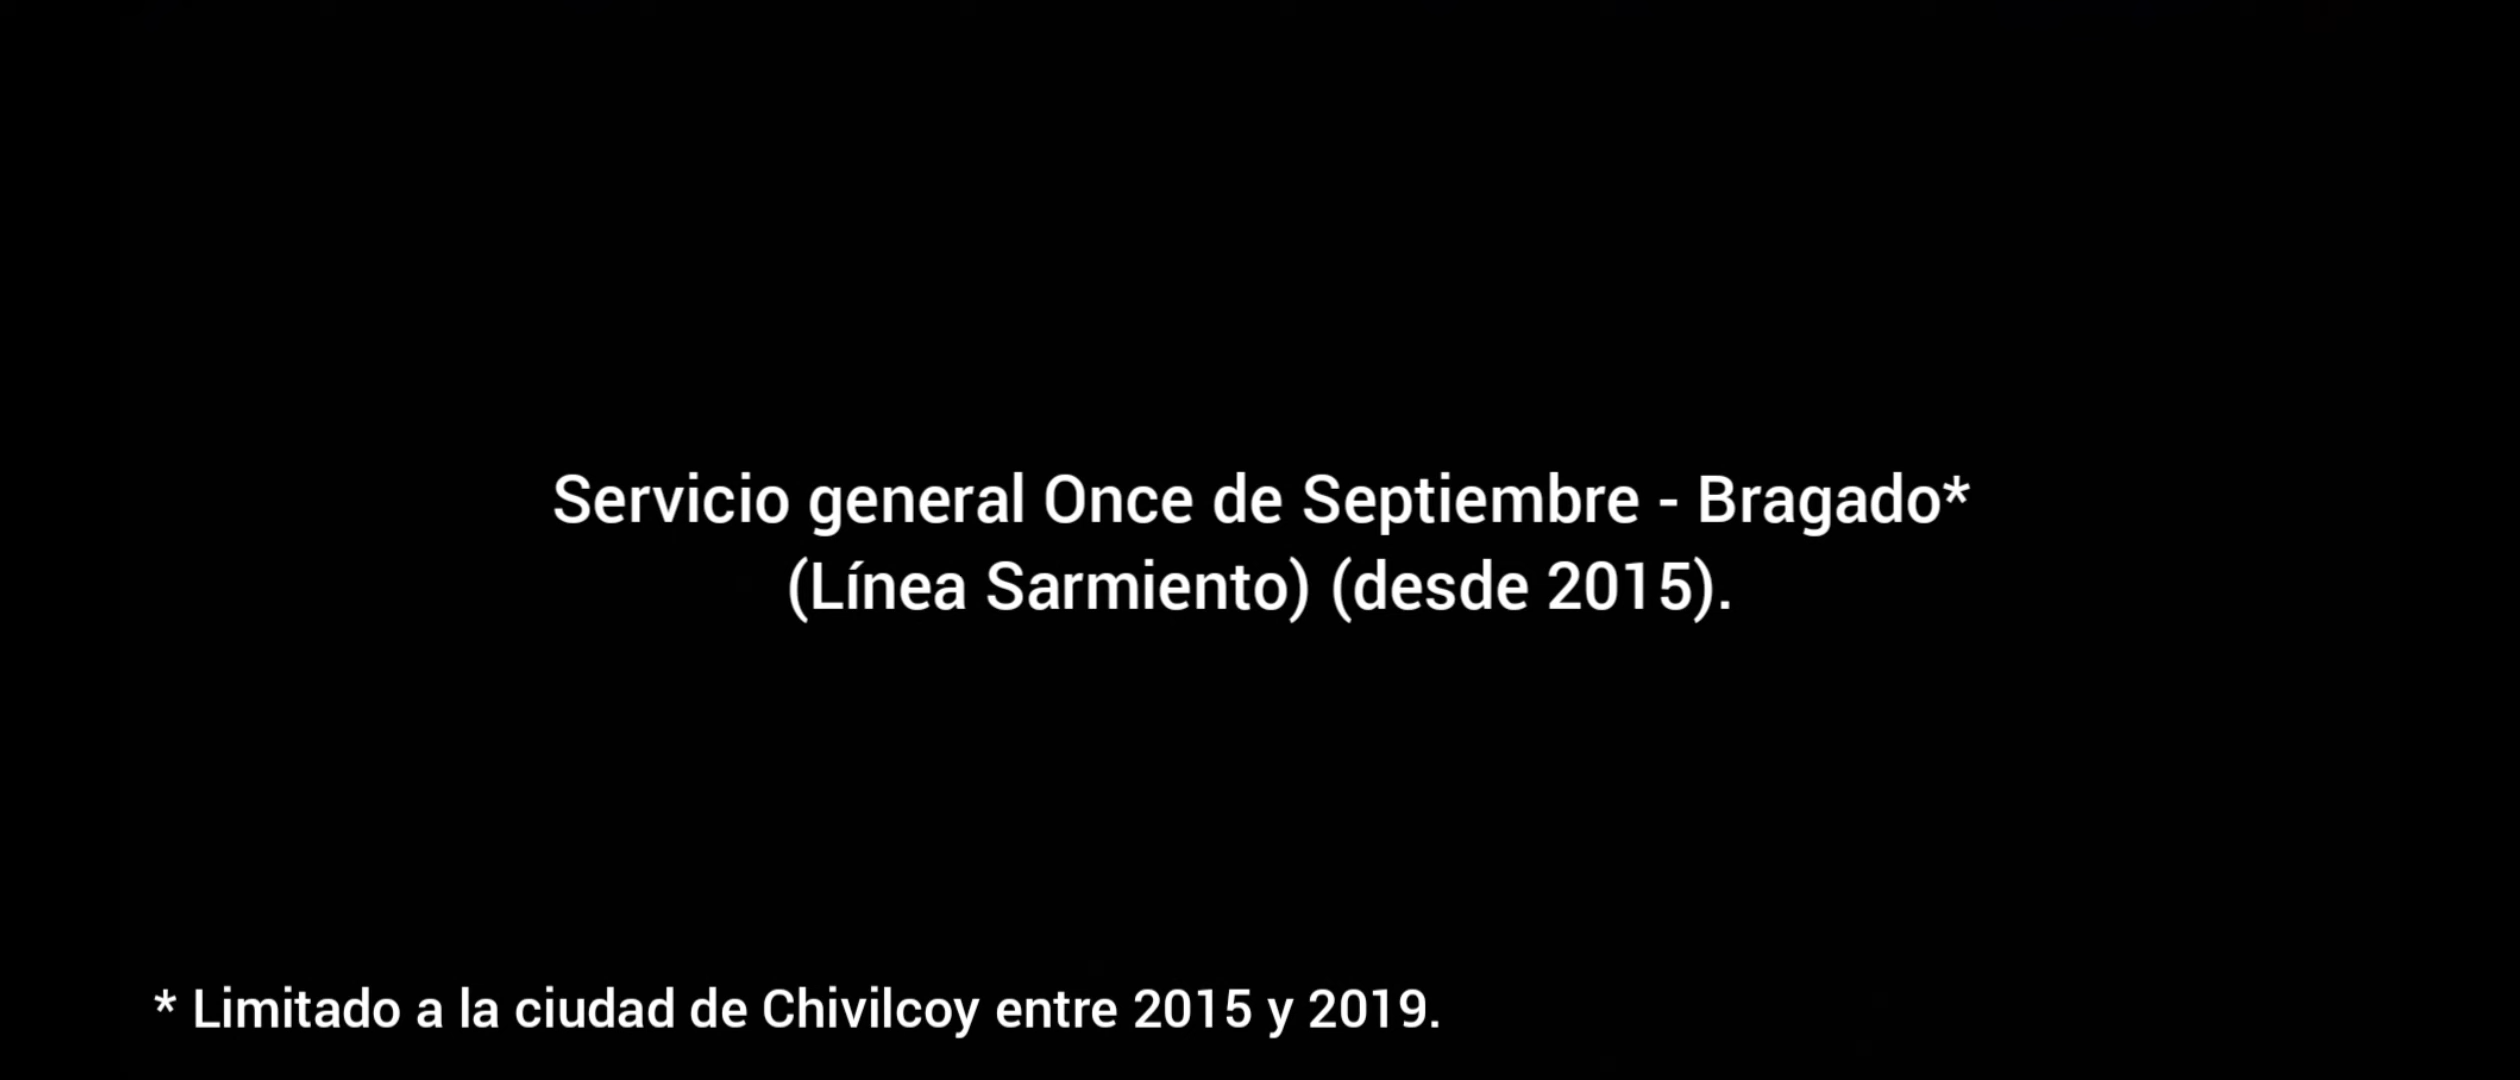 Servicio general Once de Septiembre - Bragado*
(Línea Sarmiento) (desde 2015).
* Limitado a la ciudad de Chivilcoy entre 2015 y 2019.